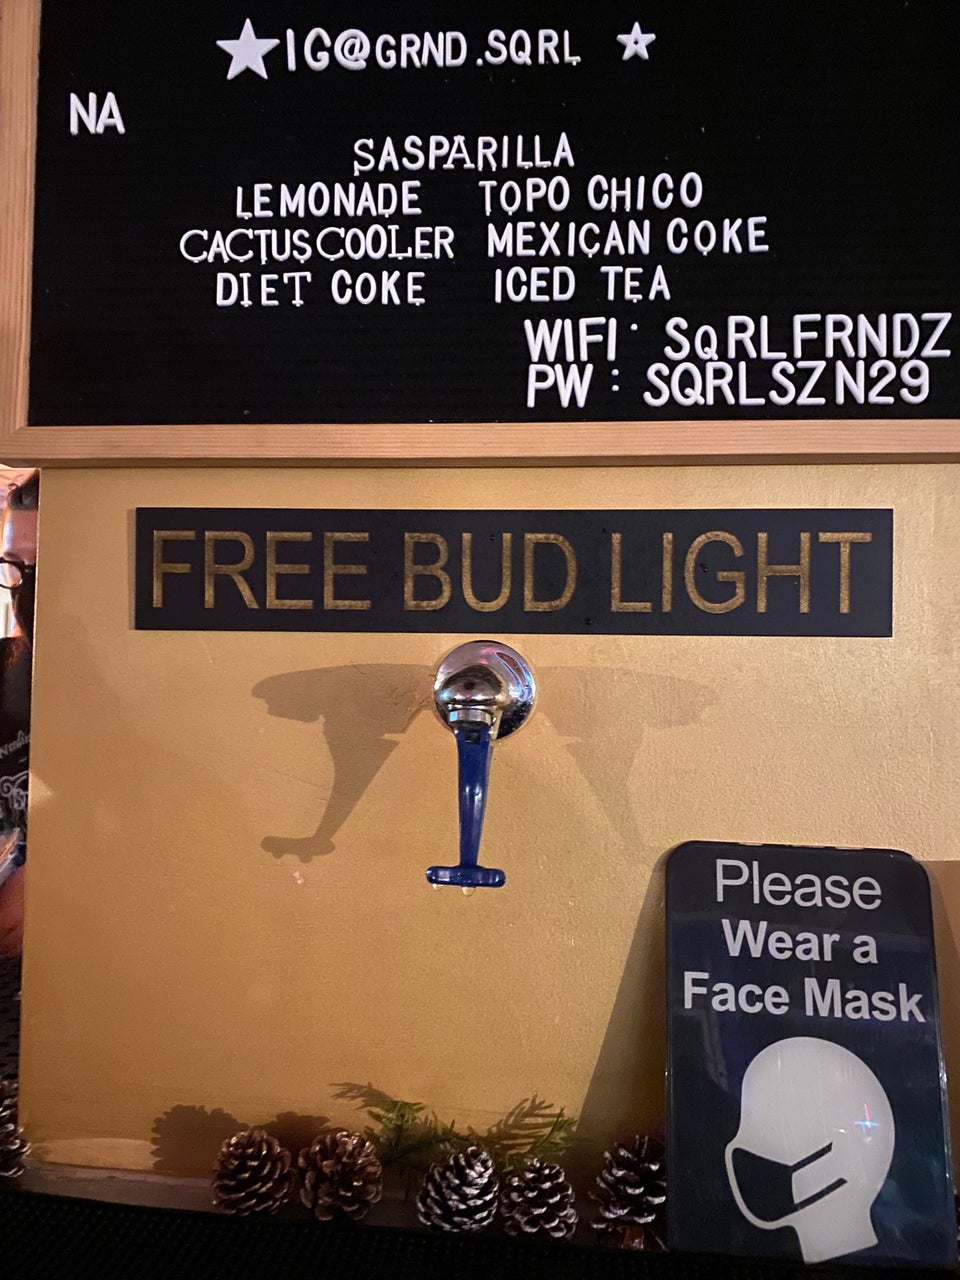 IG@GRND.SQRL
NA
SASPARILLA
LEMONADE TOPO CHICO
CACTUS COOLER MEXICAN COKE
DIET COKE ICED TEA
WIFI: SQRLFRNDZ
PW: SQRLSZN29
FREE BUD LIGHT
Please
Wear a
Face Mask